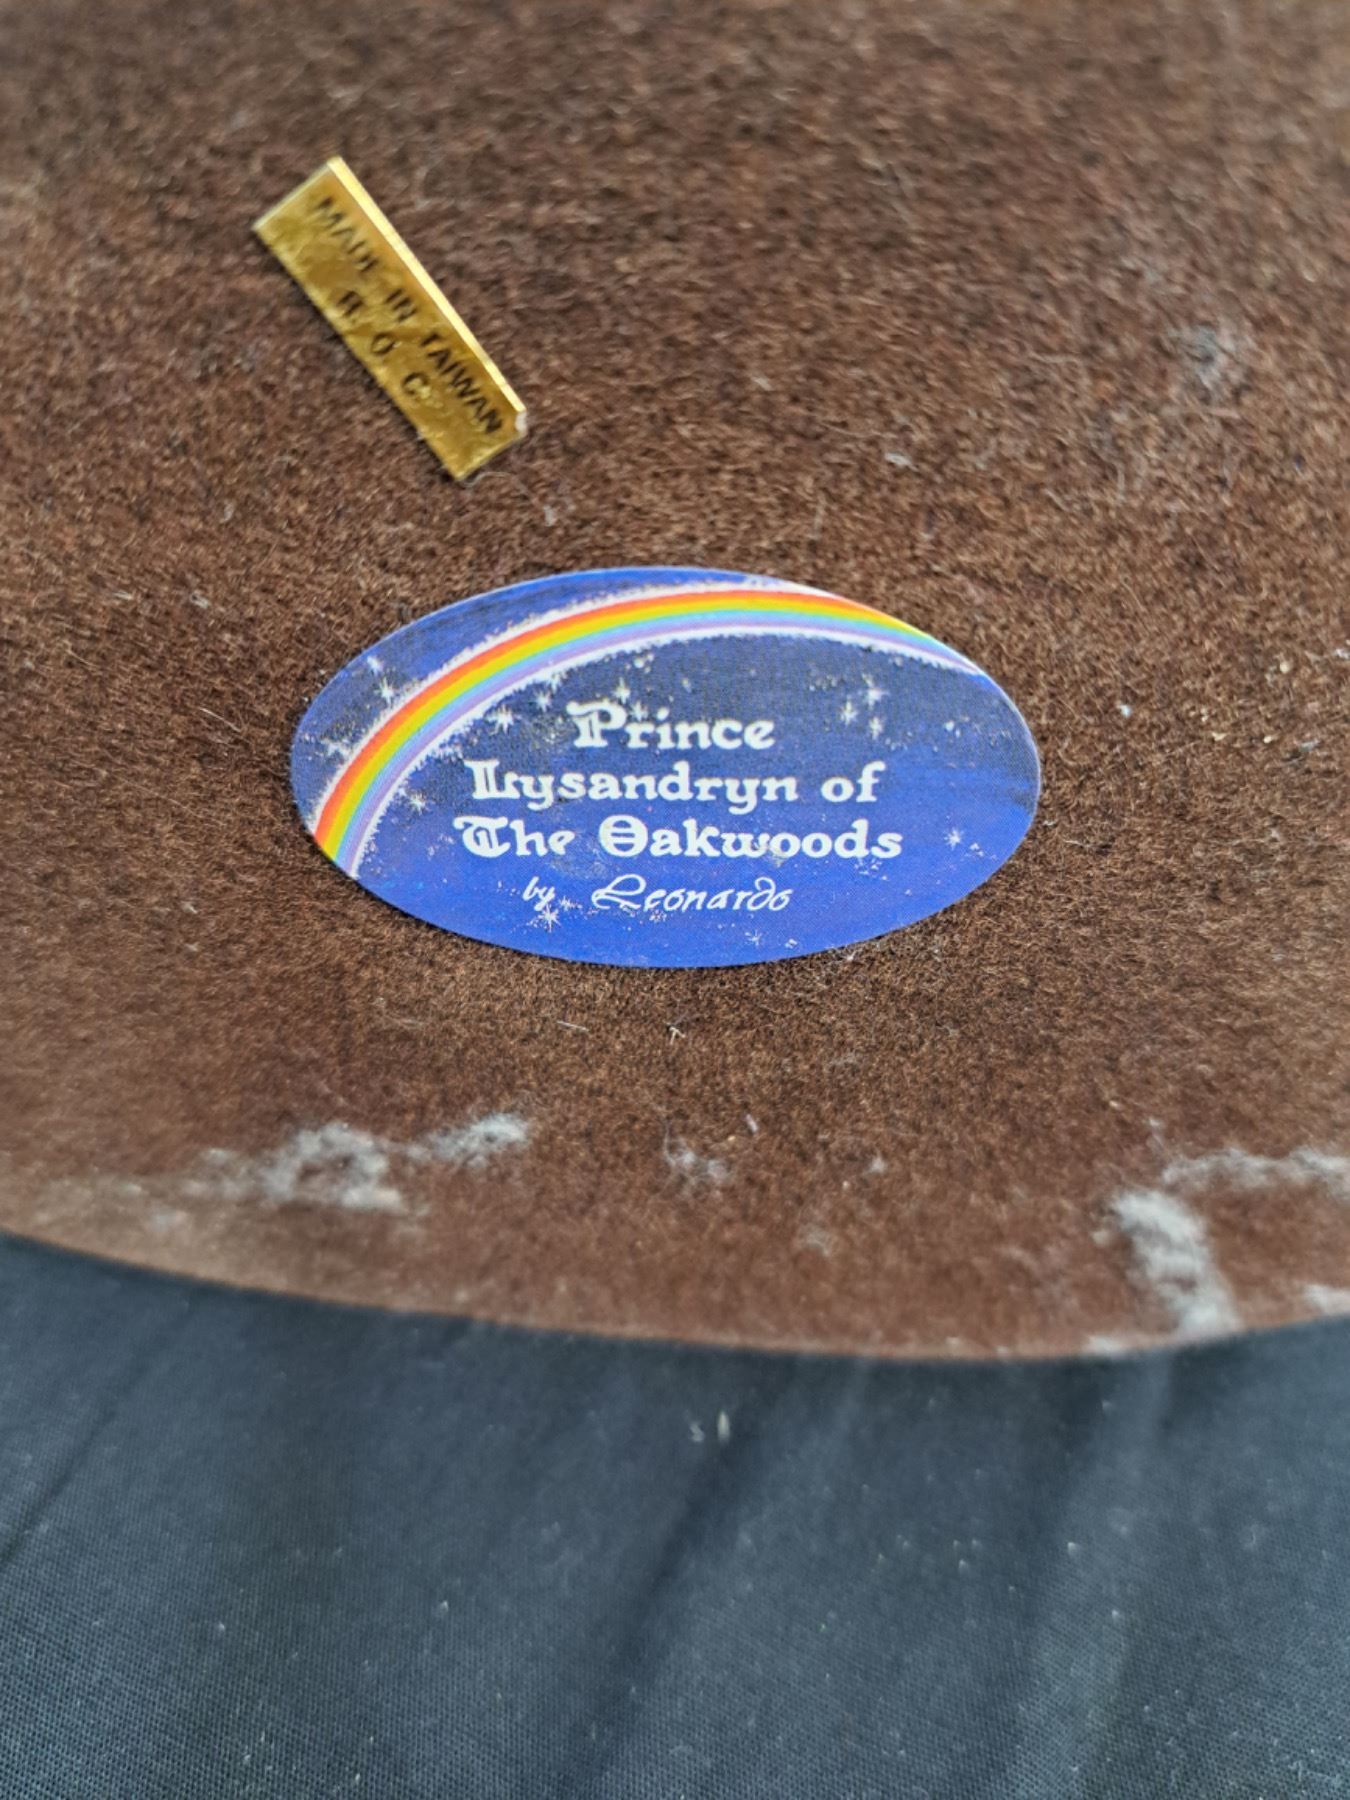 MADE IN TAIWAN
R. O. C.
Prince
Lysandryn of
The Oakwoods
by Leonardo